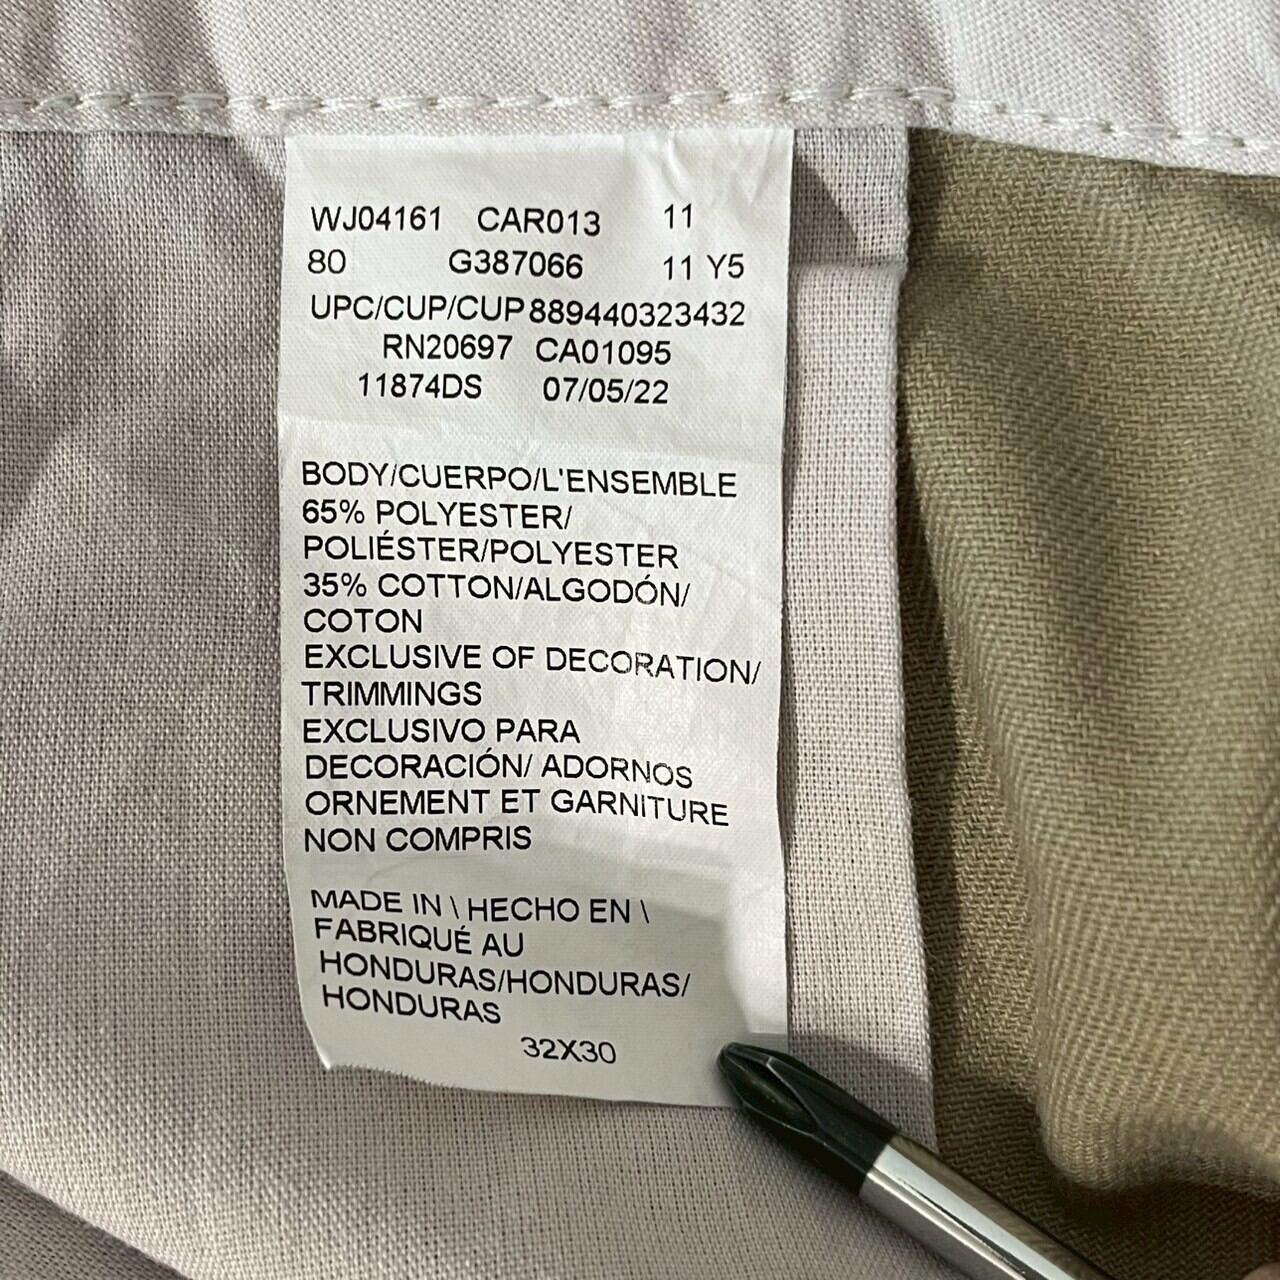 WJ04161 CAR013 11
80 G387066 11 Y5
UPC/CUP/CUP 889440323432
RN20697 CA01095
11874DS 07/05/22
BODY/CUERPO/L'ENSEMBLE
65% POLYESTER/
POLIÉSTER/POLYESTER
35% COTTON/ALGODÓN/
COTON
EXCLUSIVE OF DECORATION/
TRIMMINGS
EXCLUSIVO PARA
DECORACIÓN/ ADORNOS
ORNEMENT ET GARNITURE
NON COMPRIS
MADE IN \ HECHO EN \
FABRIQUÉ AU
HONDURAS/HONDURAS/
HONDURAS
32X30